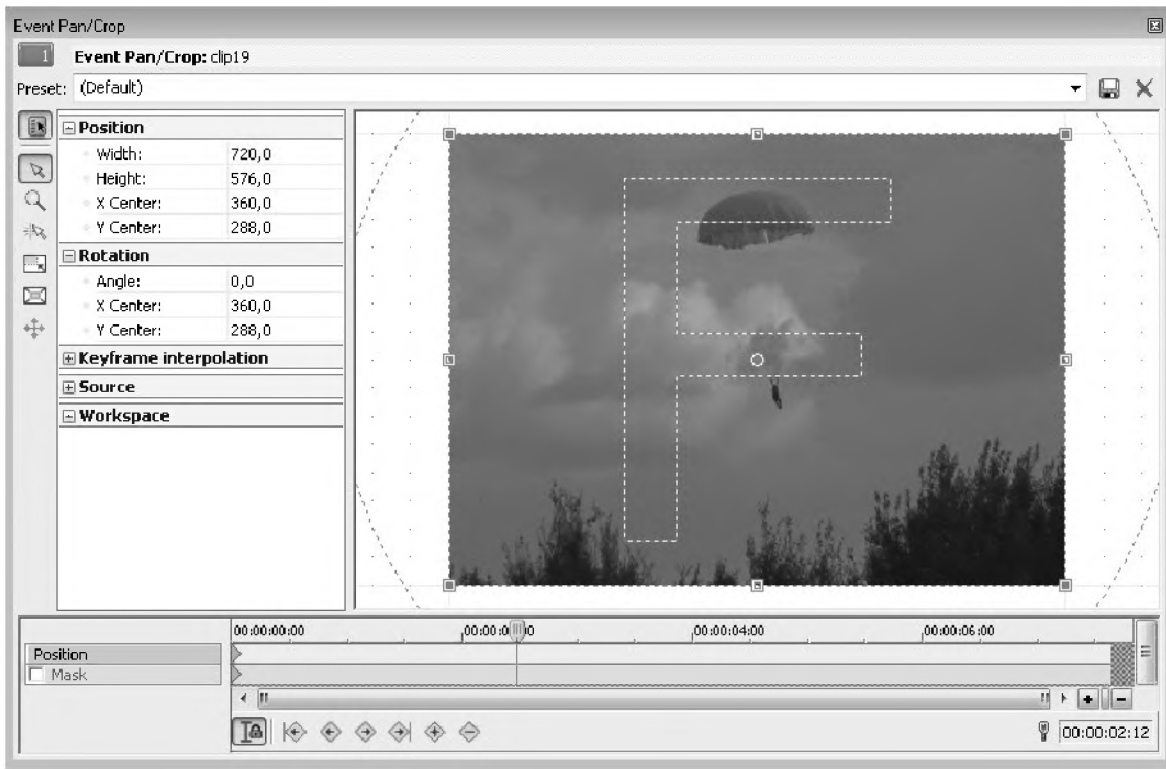 Event Pan/Crop
1 Event Pan/Crop: clip19
Preset: (Default)
Position
Width: 720,0
Height: 576,0
X Center: 360,0
Y Center: 288,0
Rotation
Angle: 0,0
X Center: 360,0
Y Center: 288,0
Keyframe interpolation
Source
Workspace
00:00:00:00 00:00:04:00 00:00:06:00
Position
Mask
00:00:02:12